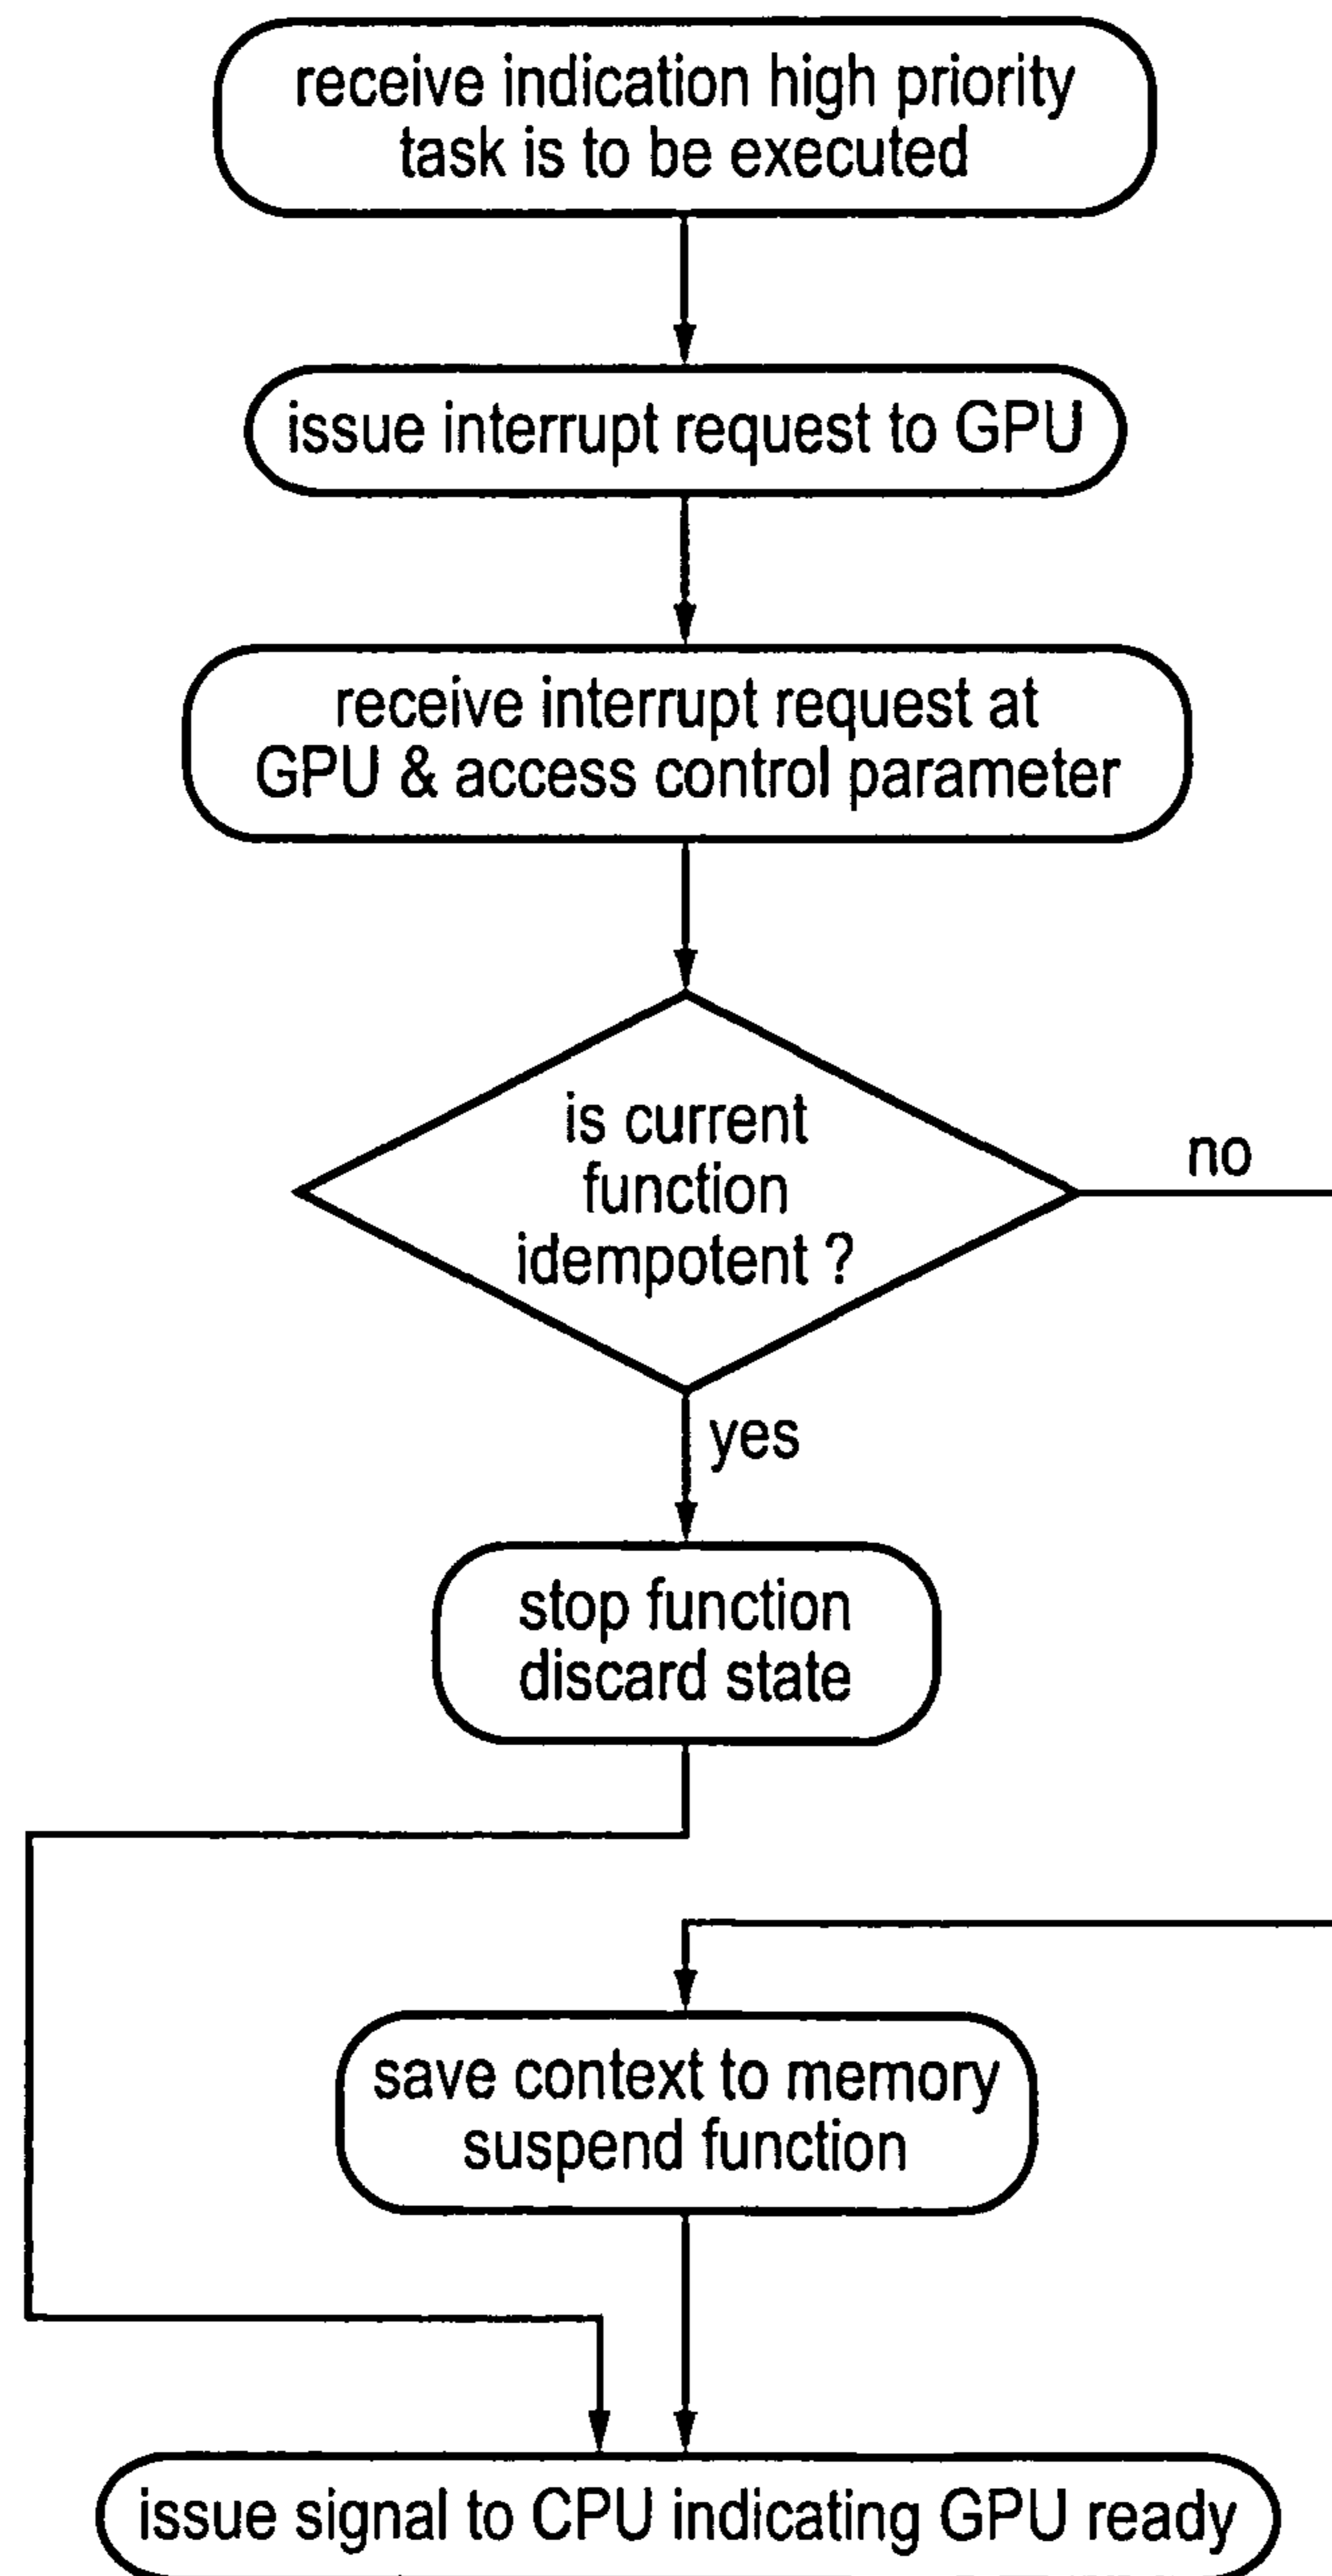 receive indication high priority
task is to be executed
issue interrupt request to GPU
receive interrupt request at
GPU & access control parameter
is current
function
idempotent ?
no
yes
stop function
discard state
save context to memory
suspend function
issue signal to CPU indicating GPU ready